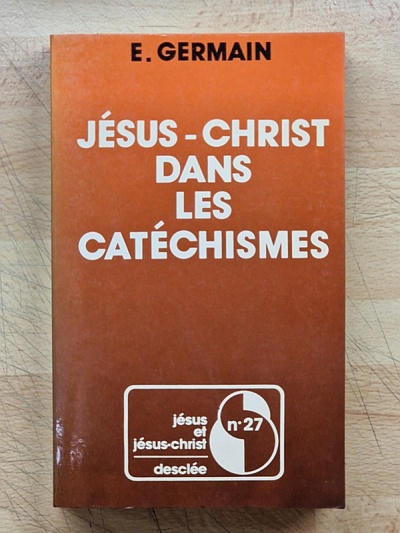 E. GERMAIN
JÉSUS - CHRIST
DANS
LES
CATÉCHISMES
jésus
et
jésus-christ
desclée
n° 27